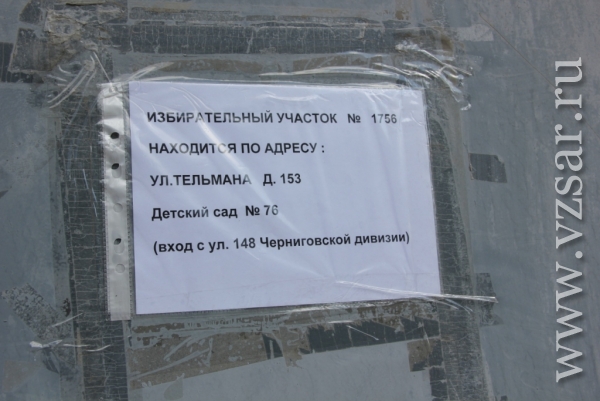 ИЗБИРАТЕЛЬНЫЙ УЧАСТОК № 1756
НАХОДИТСЯ ПО АДРЕСУ :
УЛ.ТЕЛЬМАНА Д. 153
Детский сад № 76
(вход с ул. 148 Черниговской дивизии)
www.vzsar.ru